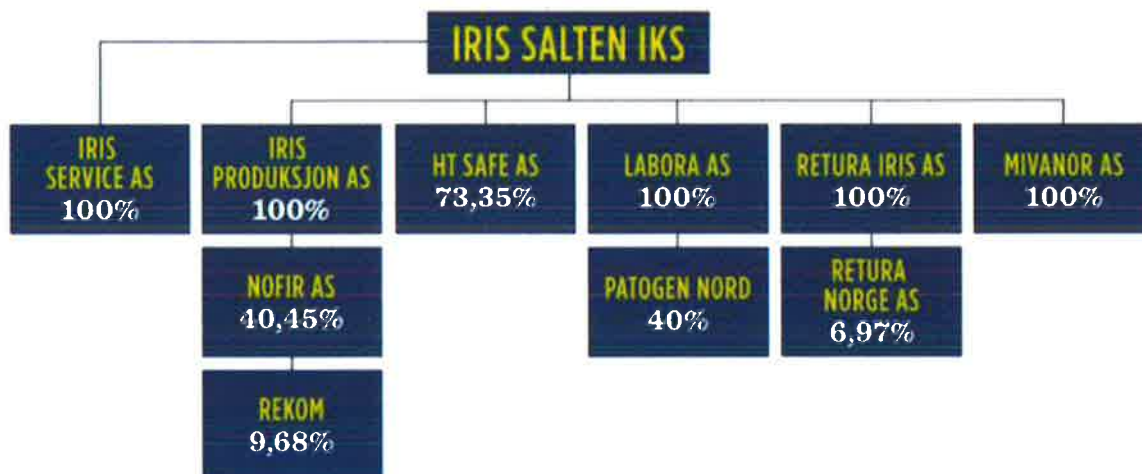 IRIS SALTEN IKS
IRIS
SERVICE AS
100%
IRIS
PRODUKSJON AS
100%
HT SAFE AS
73,35%
LABORA AS
100%
RETURA IRIS AS
100%
MIVANOR AS
100%
NOFIR AS
40,45%
PATOGEN NORD
40%
RETURA
NORGE AS
6,97%
REKOM
9,68%